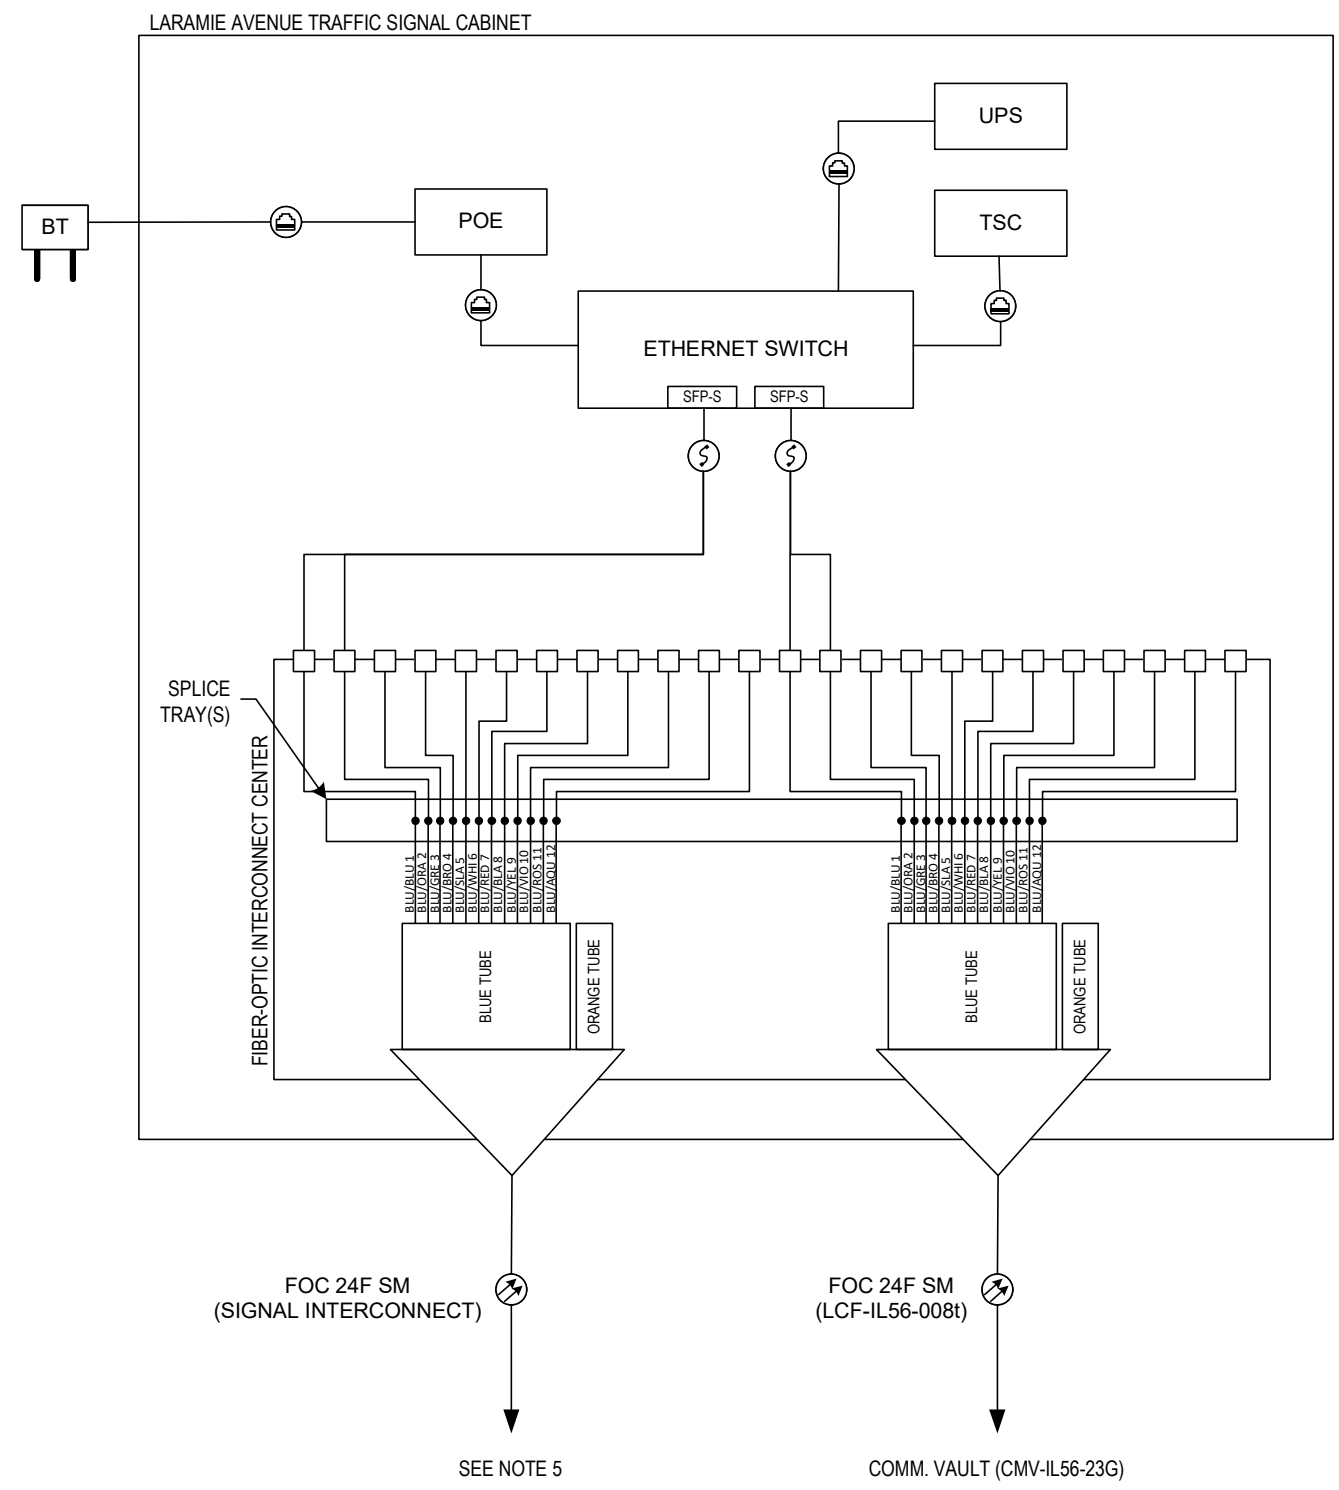 LARAMIE AVENUE TRAFFIC SIGNAL CABINET
UPS
BT
POE
TSC
ETHERNET SWITCH
SFP-S
SFP-S
SPLICE
TRAY(S)
FIBER-OPTIC INTERCONNECT CENTER
BLU/BLU 1
BLU/ORA 2
BLU/GRE 3
BLU/BRO 4
BLU/SLA 5
BLU/WHI 6
BLU/RED 7
BLU/BLA 8
BLU/YEL 9
BLU/VIO 10
BLU/ROS 11
BLU/AQU 12
BLU/BLU 1
BLU/ORA 2
BLU/GRE 3
BLU/BRO 4
BLU/SLA 5
BLU/WHI 6
BLU/RED 7
BLU/BLA 8
BLU/YEL 9
BLU/VIO 10
BLU/ROS 11
BLU/AQU 12
BLUE TUBE
ORANGE TUBE
BLUE TUBE
ORANGE TUBE
FOC 24F SM
(SIGNAL INTERCONNECT)
FOC 24F SM
(LCF-IL56-008t)
SEE NOTE 5
COMM. VAULT (CMV-IL56-23G)